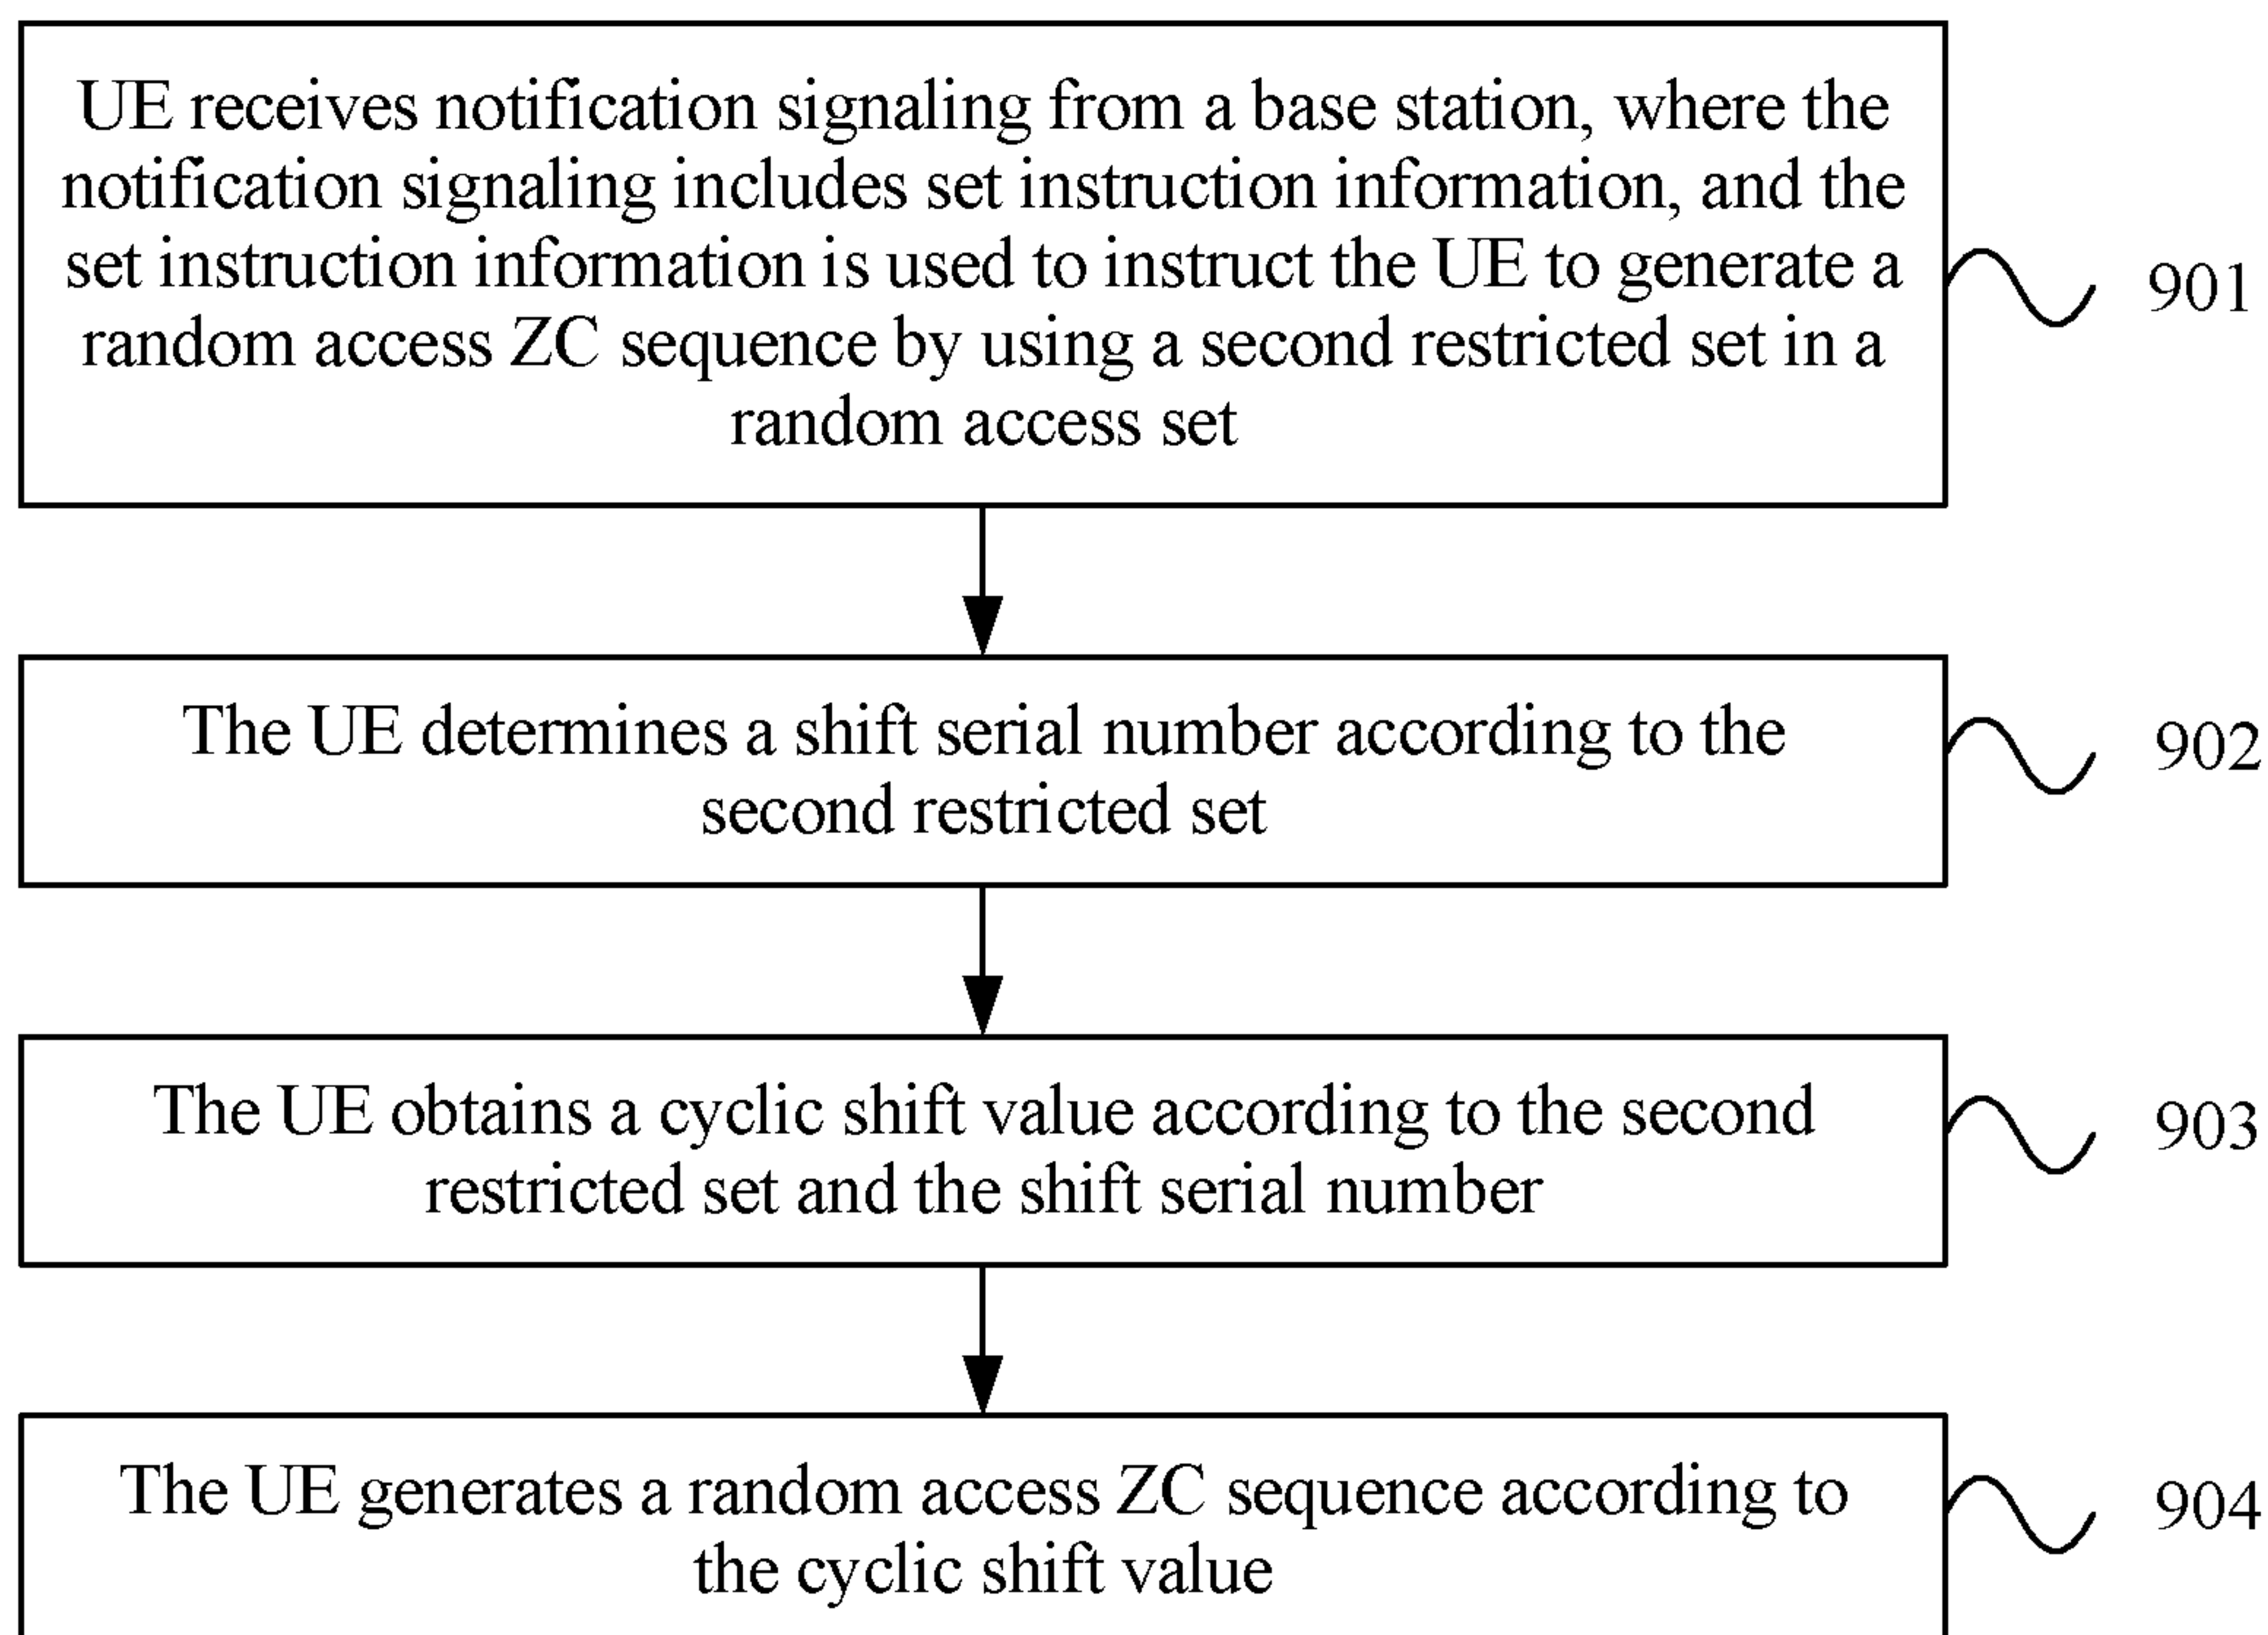 UE receives notification signaling from a base station, where the
notification signaling includes set instruction information, and the
set instruction information is used to instruct the UE to generate a
random access ZC sequence by using a second restricted set in a
random access set
901
The UE determines a shift serial number according to the
second restricted set
902
The UE obtains a cyclic shift value according to the second
restricted set and the shift serial number
903
The UE generates a random access ZC sequence according to
the cyclic shift value
904